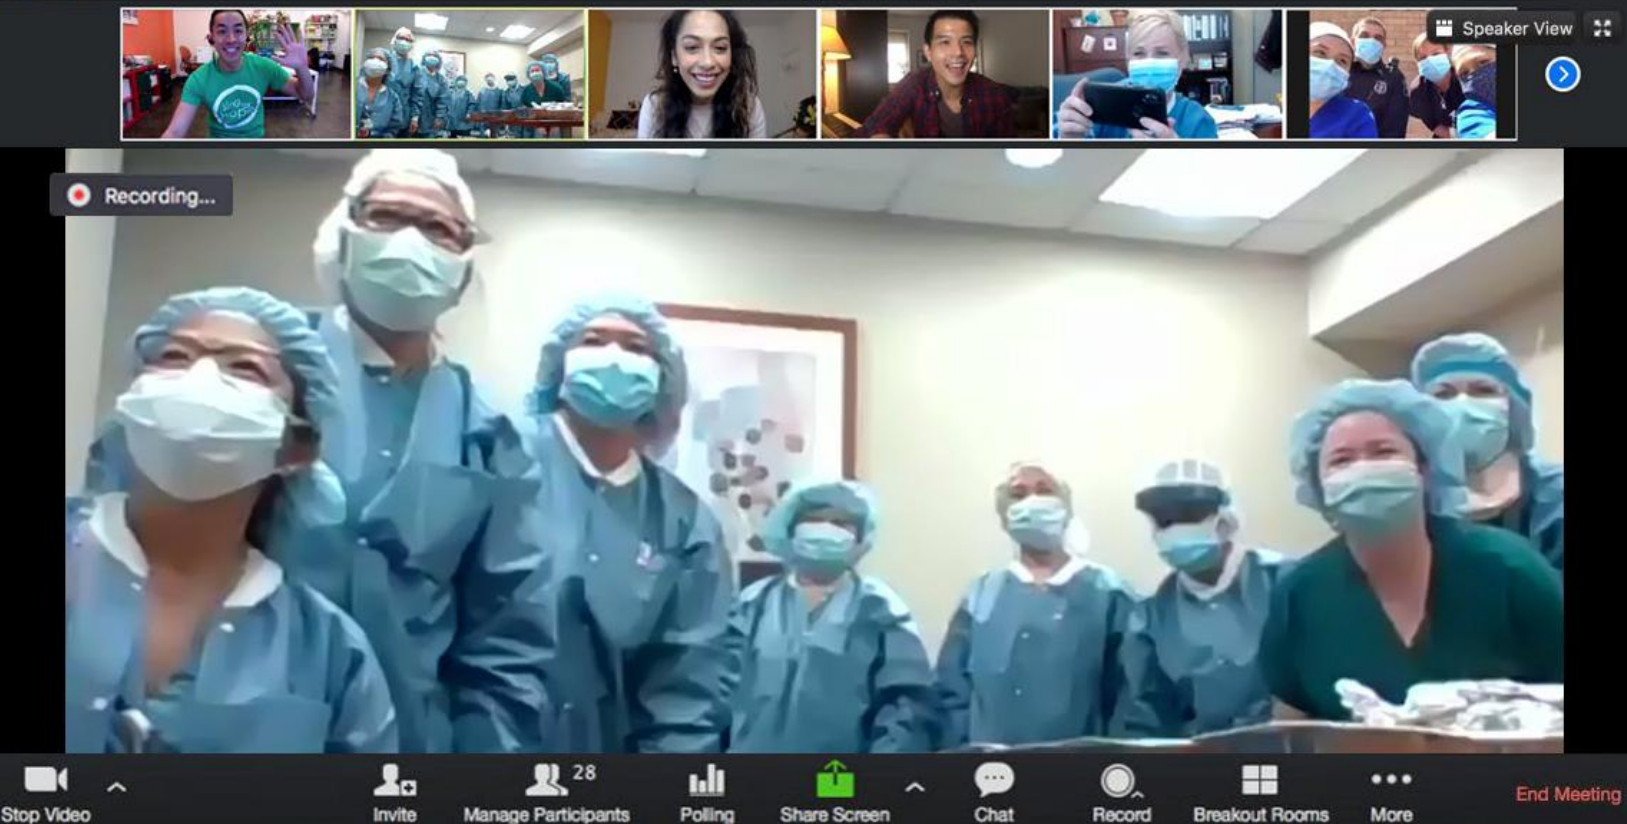 Speaker View
Recording...
28
Stop Video
Invite
Manage Participants
Polling
Share Screen
Chat
Record
Breakout Rooms
More
End Meeting